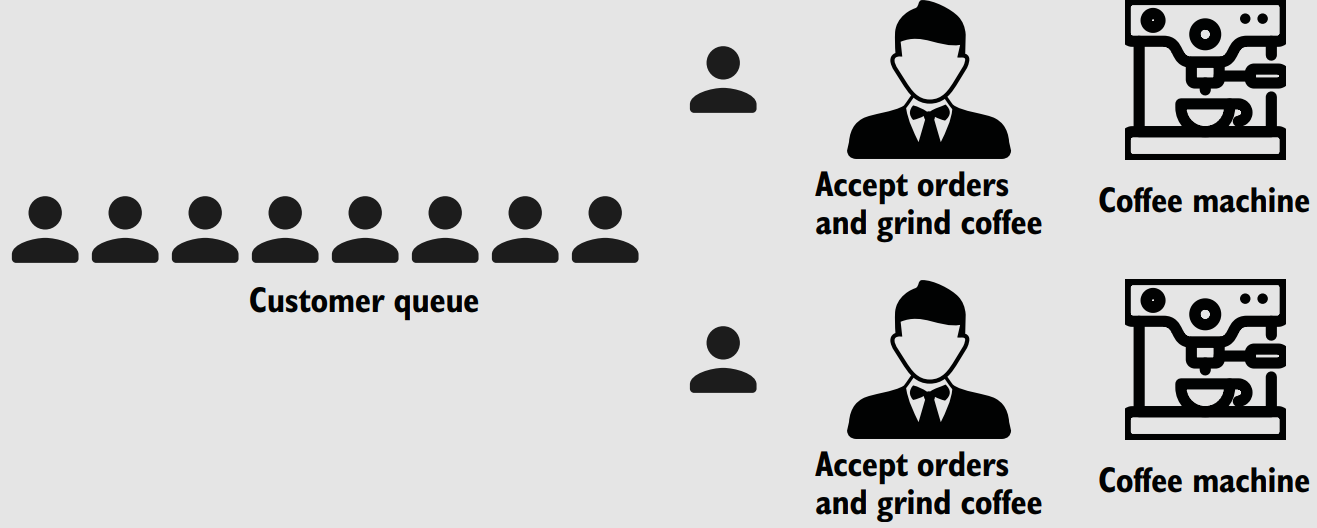 Accept orders
and grind coffee
Coffee machine
Customer queue
Accept orders
and grind coffee
Coffee machine